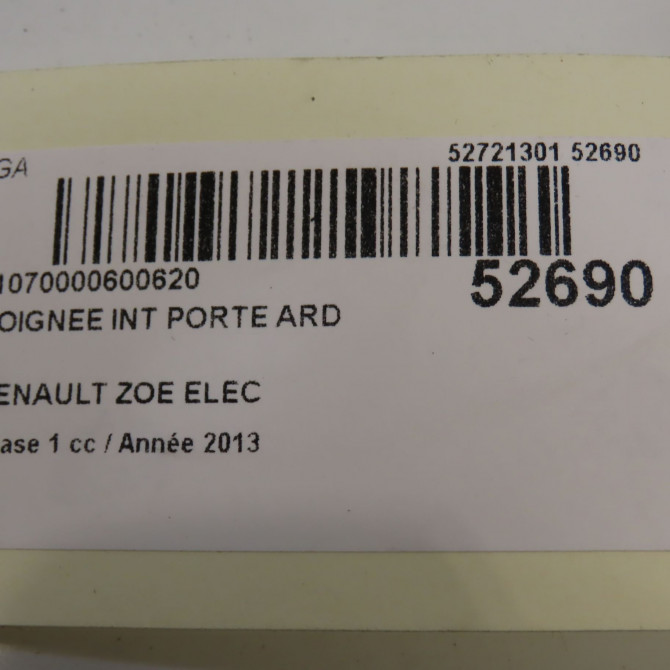 GA
52721301 52690
1070000600620
52690
OIGNEE INT PORTE ARD
ENAULT ZOE ELEC
ase 1 cc / Année 2013